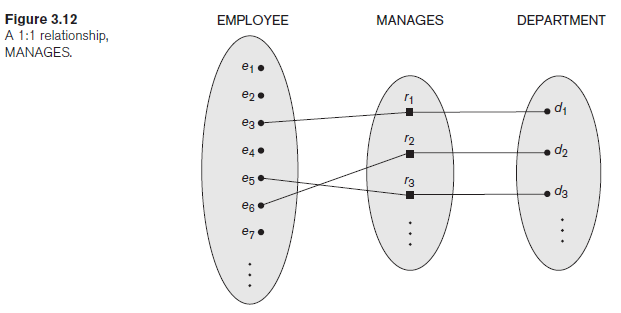 Figure 3.12
A 1:1 relationship,
MANAGES.
EMPLOYEE
MANAGES
DEPARTMENT
e1
e2
e3
e4
e5
e6
e7
r1
r2
r3
d1
d2
d3